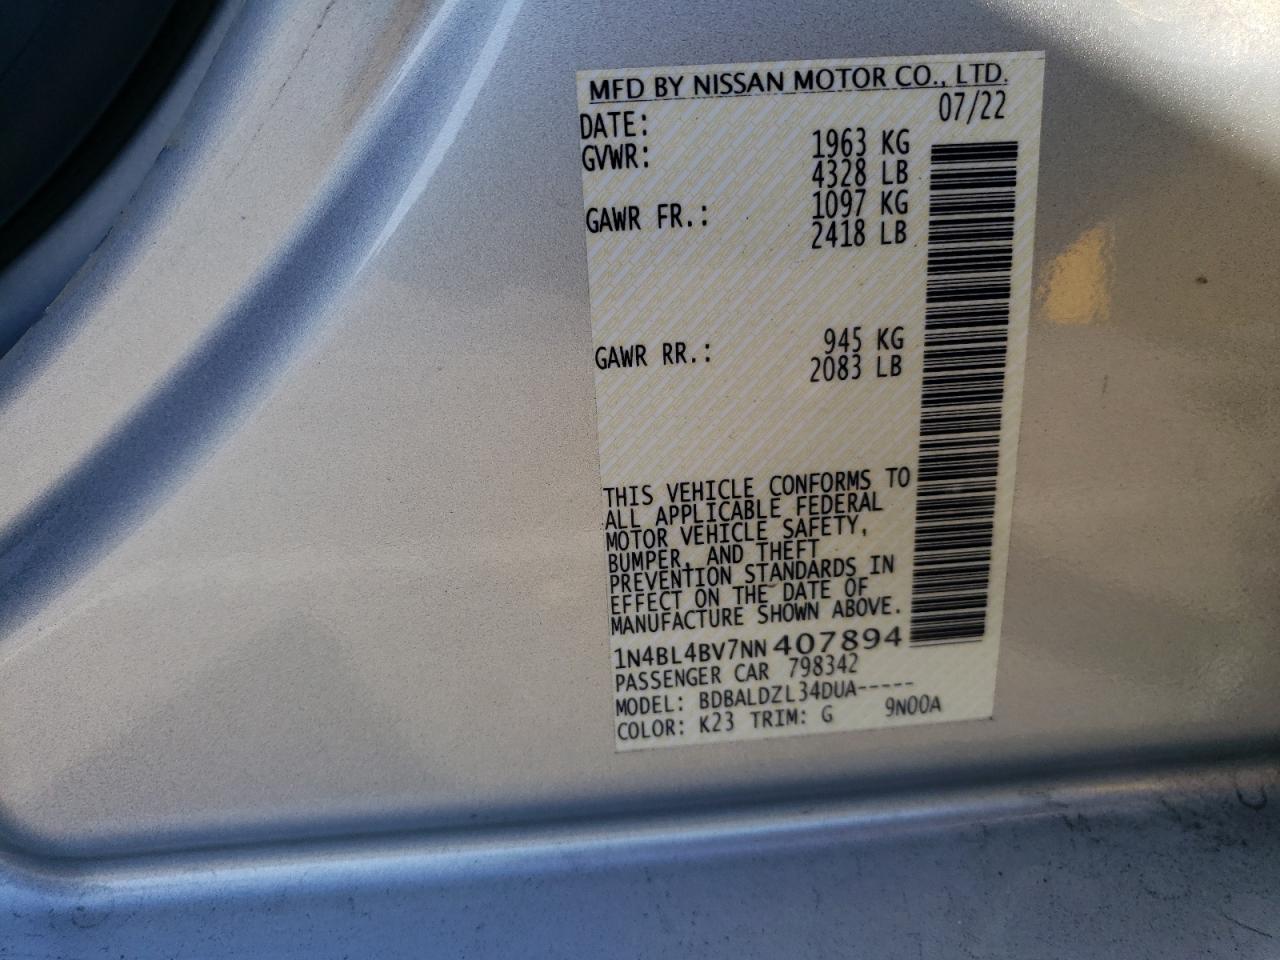 MFD BY NISSAN MOTOR CO., LTD.
DATE: 07/22
GVWR: 1963 KG
4328 LB
GAWR FR.: 1097 KG
2418 LB
GAWR RR.: 945 KG
2083 LB
THIS VEHICLE CONFORMS TO
ALL APPLICABLE FEDERAL
MOTOR VEHICLE SAFETY,
BUMPER, AND THEFT
PREVENTION STANDARDS IN
EFFECT ON THE DATE OF
MANUFACTURE SHOWN ABOVE.
1N4BL4BV7NN407894
PASSENGER CAR 798342
MODEL: BDBALDZL34DUA-----
COLOR: K23 TRIM: G 9N00A